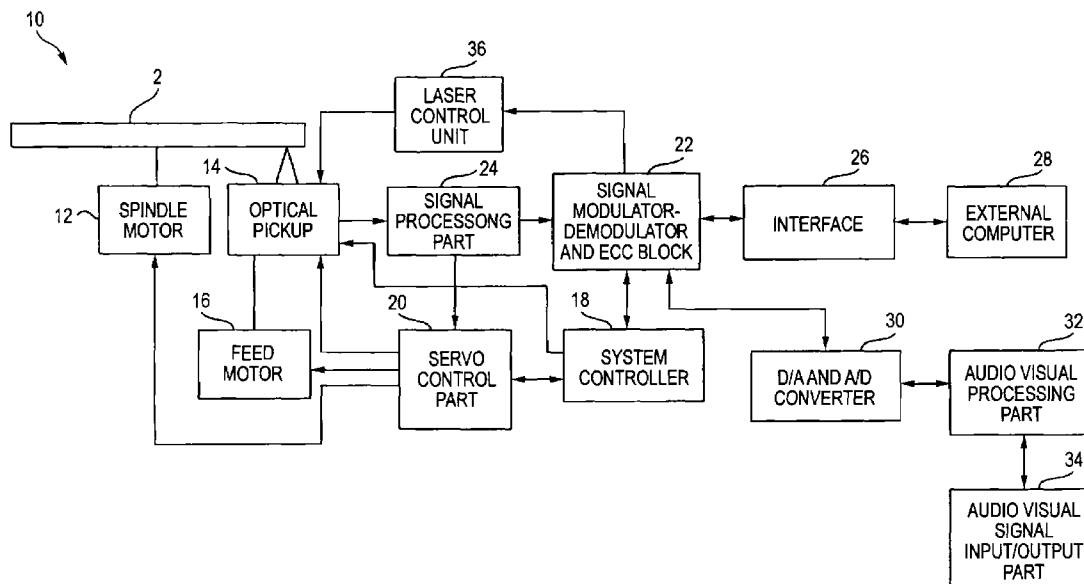 10
2
36
LASER
CONTROL
UNIT
14
24
22
26
28
12
SPINDLE
MOTOR
OPTICAL
PICKUP
SIGNAL
PROCESSONG
PART
SIGNAL
MODULATOR-
DEMODULATOR
AND ECC BLOCK
INTERFACE
EXTERNAL
COMPUTER
16
20
18
30
32
FEED
MOTOR
SERVO
CONTROL
PART
SYSTEM
CONTROLLER
D/A AND A/D
CONVERTER
AUDIO VISUAL
PROCESSING
PART
34
AUDIO VISUAL
SIGNAL
INPUT/OUTPUT
PART